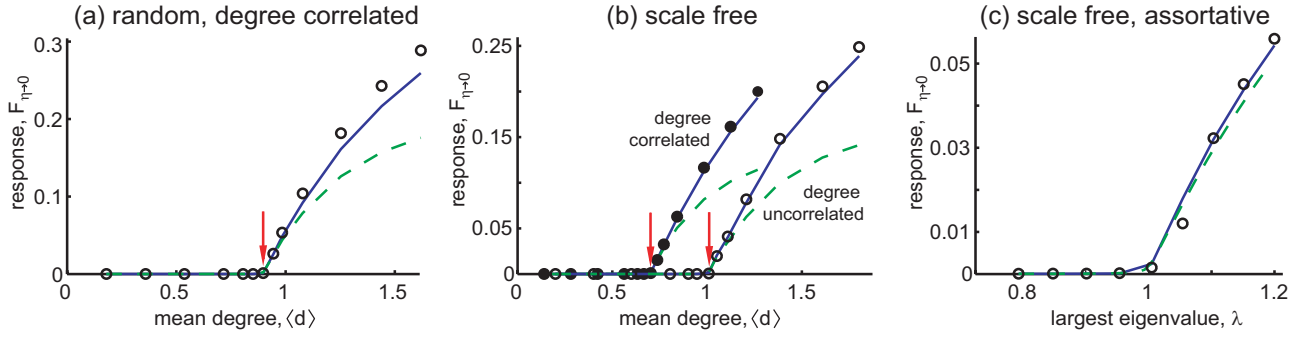 (a) random, degree correlated
0.3
0.2
0.1
0
response, F η→0
0
0.5
1
1.5
mean degree, ⟨d⟩
(b) scale free
0.25
0.15
0.05
0
response, F η→0
degree
correlated
degree
uncorrelated
0
0.5
1
1.5
mean degree, ⟨d⟩
(c) scale free, assortative
0.05
0.03
0.01
0
response, F η→0
0.8
1
1.2
largest eigenvalue, λ